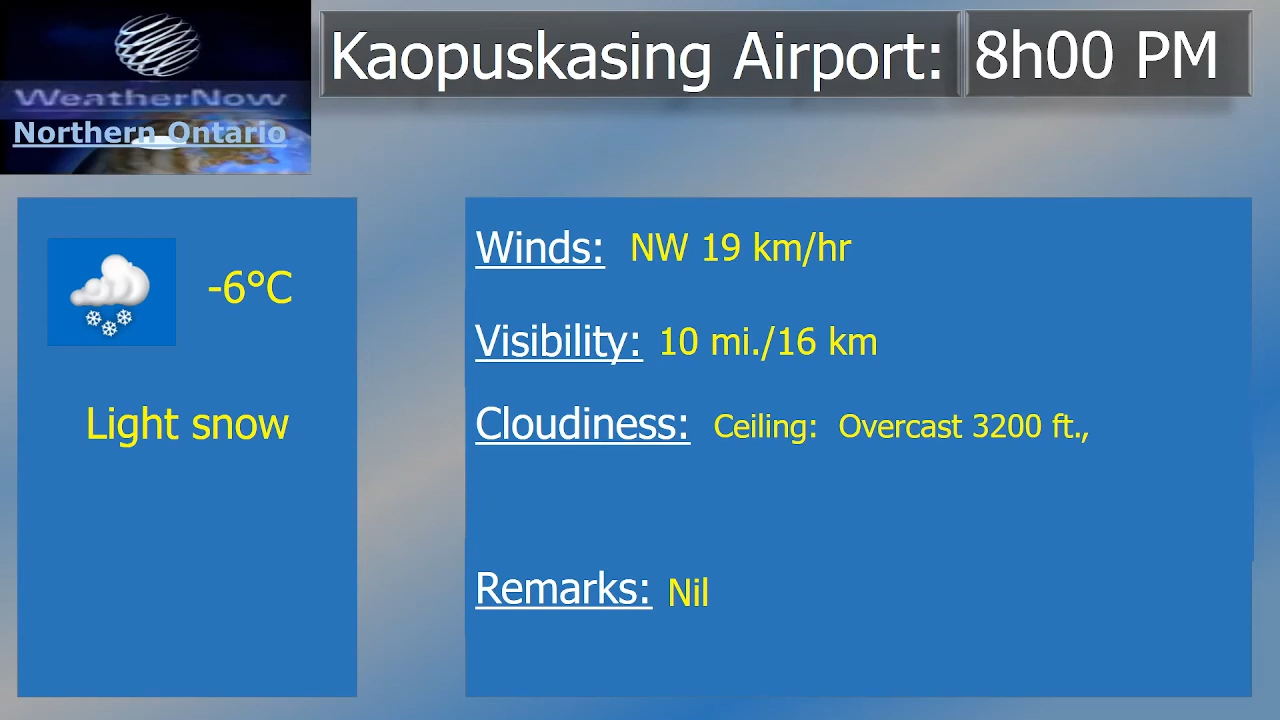 WeatherNow
Northern Ontario
Kaopuskasing Airport: 8h00 PM
-6°C
Light snow
Winds: NW 19 km/hr
Visibility: 10 mi./16 km
Cloudiness: Ceiling: Overcast 3200 ft.,
Remarks: Nil